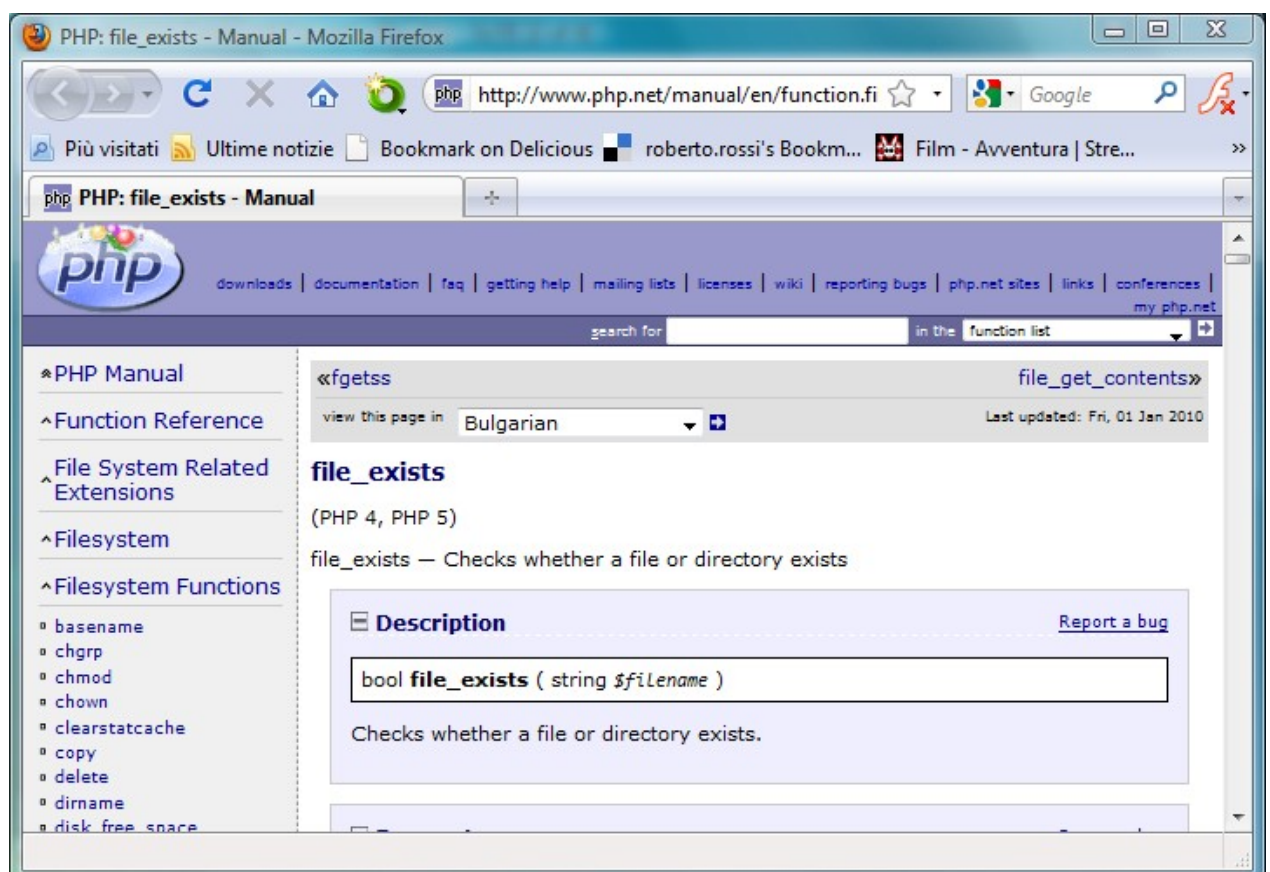 PHP: file_exists - Manual - Mozilla Firefox
php http://www.php.net/manual/en/function.fi Google
Più visitati Ultime notizie Bookmark on Delicious roberto.rossi's Bookm... Film - Avventura | Stre... »
php PHP: file_exists - Manual
php
downloads | documentation | faq | getting help | mailing lists | licenses | wiki | reporting bugs | php.net sites | links | conferences |
my php.net
search for in the function list
PHP Manual
Function Reference
File System Related
Extensions
Filesystem
Filesystem Functions
basename
chgrp
chmod
chown
clearstatcache
copy
delete
dirname
disk_free_space
«fgetss file_get_contents»
view this page in Bulgarian Last updated: Fri, 01 Jan 2010
file_exists
(PHP 4, PHP 5)
file_exists — Checks whether a file or directory exists
Description Report a bug
bool file_exists ( string $filename )
Checks whether a file or directory exists.